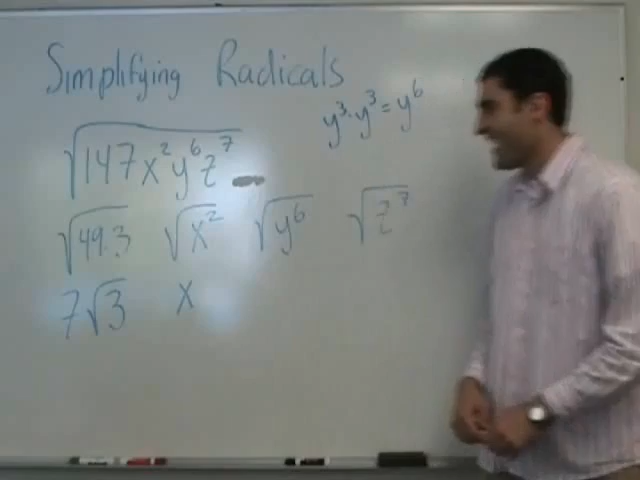 Simplifying Radicals
y³·y³=y⁶
√147x²y⁶z⁷
√49.3 √x² √y⁶ √z⁷
7√3 x